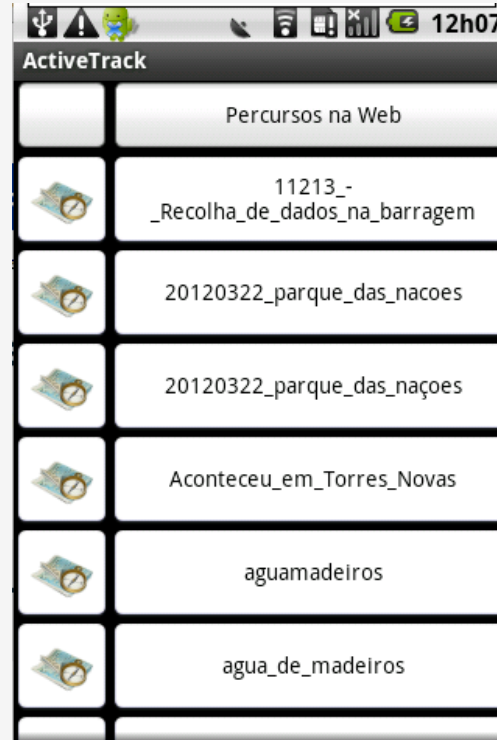 12h07
ActiveTrack
Percursos na Web
11213_-
_Recolha_de_dados_na_barragem
20120322_parque_das_nacoes
20120322_parque_das_naçoes
Aconteceu_em_Torres_Novas
aguamadeiros
agua_de_madeiros